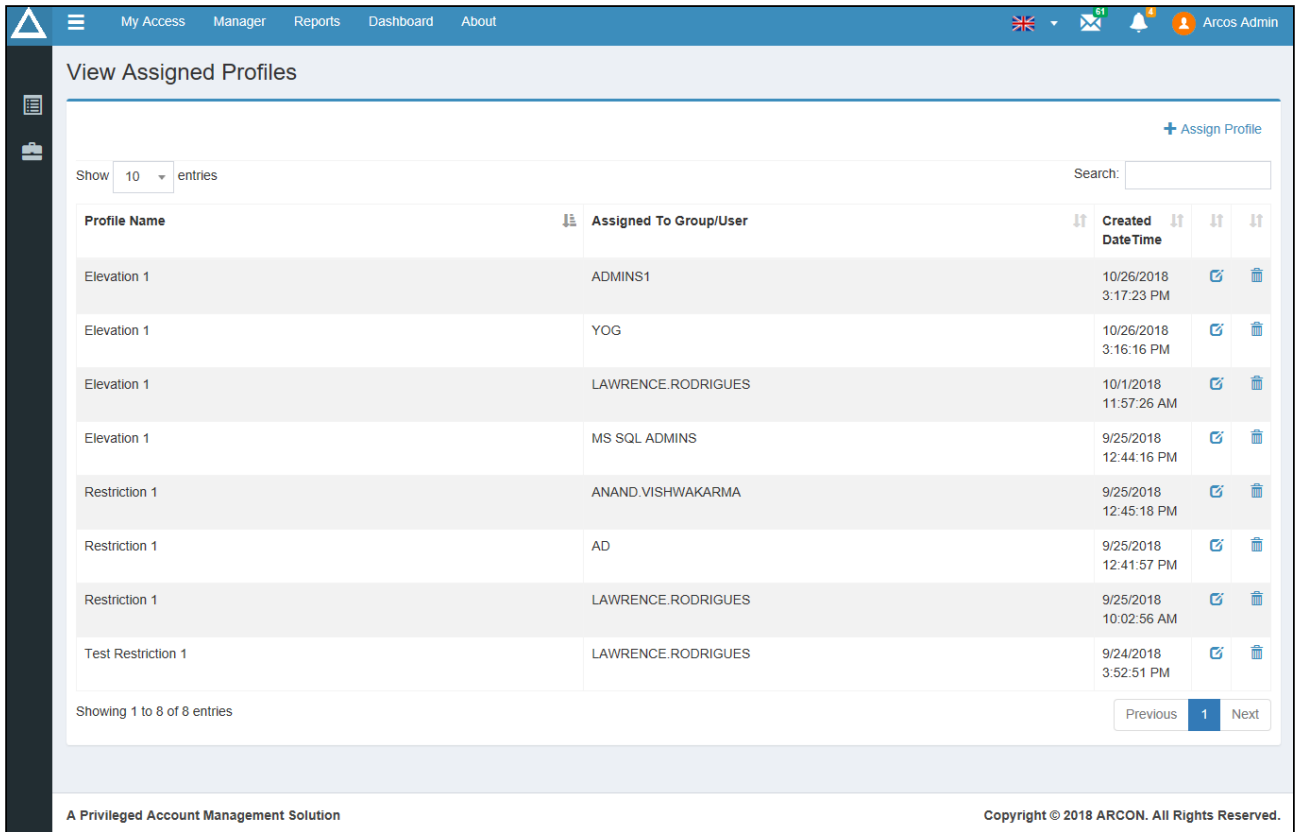 My Access Manager Reports Dashboard About 61 4 Arcos Admin
View Assigned Profiles
Assign Profile
Show 10 entries Search:
Profile Name Assigned To Group/User Created
DateTime
Elevation 1 ADMINS1 10/26/2018
3:17:23 PM
Elevation 1 YOG 10/26/2018
3:16:16 PM
Elevation 1 LAWRENCE.RODRIGUES 10/1/2018
11:57:26 AM
Elevation 1 MS SQL ADMINS 9/25/2018
12:44:16 PM
Restriction 1 ANAND.VISHWAKARMA 9/25/2018
12:45:18 PM
Restriction 1 AD 9/25/2018
12:41:57 PM
Restriction 1 LAWRENCE.RODRIGUES 9/25/2018
10:02:56 AM
Test Restriction 1 LAWRENCE.RODRIGUES 9/24/2018
3:52:51 PM
Showing 1 to 8 of 8 entries Previous 1 Next
A Privileged Account Management Solution Copyright © 2018 ARCON. All Rights Reserved.